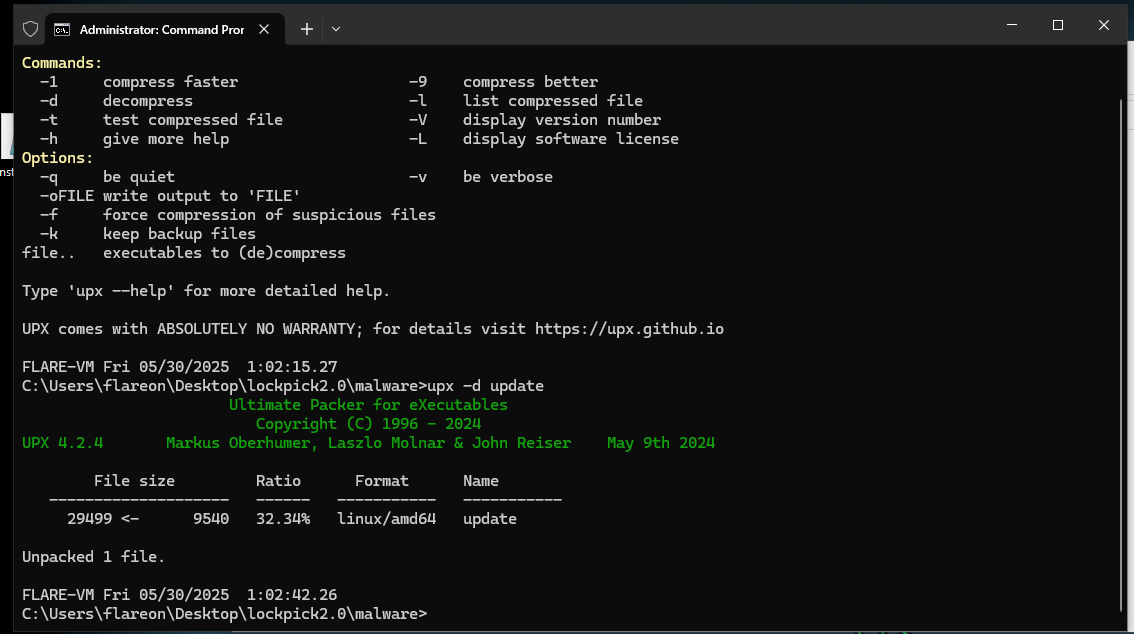 Administrator: Command Pror
Commands:
  -1     compress faster                   -9    compress better
  -d     decompress                        -l    list compressed file
  -t     test compressed file              -V    display version number
  -h     give more help                    -L    display software license
Options:
  -q     be quiet                          -v    be verbose
  -oFILE write output to 'FILE'
  -f     force compression of suspicious files
  -k     keep backup files
file..   executables to (de)compress
Type 'upx --help' for more detailed help.
UPX comes with ABSOLUTELY NO WARRANTY; for details visit https://upx.github.io
FLARE-VM Fri 05/30/2025  1:02:15.27
C:\Users\flareon\Desktop\lockpick2.0\malware>upx -d update
                       Ultimate Packer for eXecutables
                          Copyright (C) 1996 - 2024
UPX 4.2.4       Markus Oberhumer, Laszlo Molnar & John Reiser    May 9th 2024
        File size         Ratio      Format      Name
   --------------------   ------   -----------   -----------
     29499 <-      9540   32.34%   linux/amd64   update
Unpacked 1 file.
FLARE-VM Fri 05/30/2025  1:02:42.26
C:\Users\flareon\Desktop\lockpick2.0\malware>